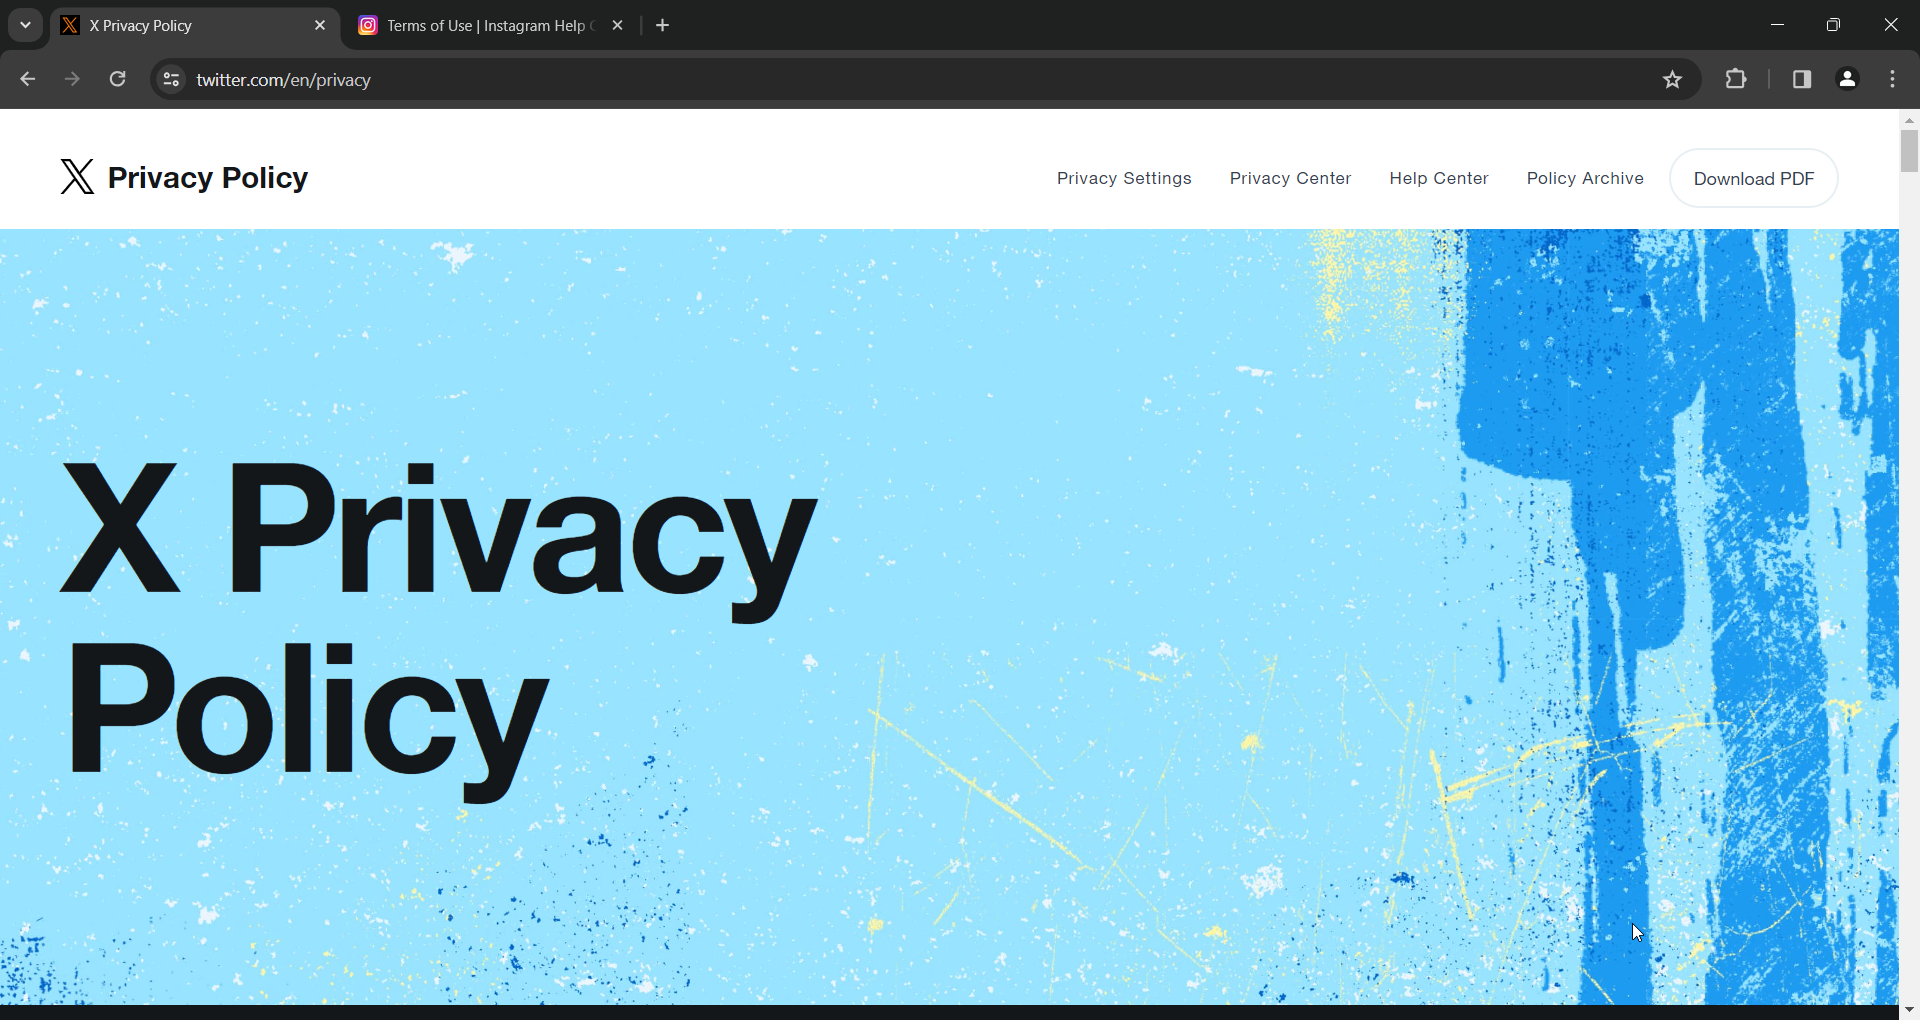 X Privacy Policy
Terms of Use | Instagram Help
twitter.com/en/privacy
Privacy Policy
Privacy Settings
Privacy Center
Help Center
Policy Archive
Download PDF
X Privacy
Policy